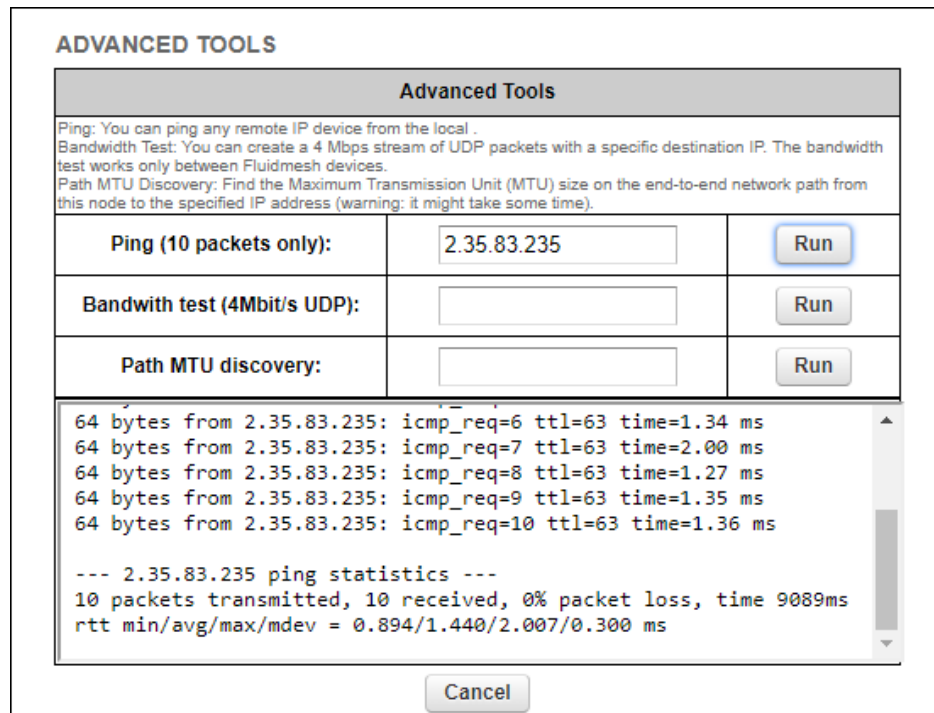 ADVANCED TOOLS
Advanced Tools
Ping: You can ping any remote IP device from the local .
Bandwidth Test: You can create a 4 Mbps stream of UDP packets with a specific destination IP. The bandwidth
test works only between Fluidmesh devices.
Path MTU Discovery: Find the Maximum Transmission Unit (MTU) size on the end-to-end network path from
this node to the specified IP address (warning: it might take some time).
Ping (10 packets only): 2.35.83.235 Run
Bandwith test (4Mbit/s UDP): Run
Path MTU discovery: Run
64 bytes from 2.35.83.235: icmp_req=6 ttl=63 time=1.34 ms
64 bytes from 2.35.83.235: icmp_req=7 ttl=63 time=2.00 ms
64 bytes from 2.35.83.235: icmp_req=8 ttl=63 time=1.27 ms
64 bytes from 2.35.83.235: icmp_req=9 ttl=63 time=1.35 ms
64 bytes from 2.35.83.235: icmp_req=10 ttl=63 time=1.36 ms
--- 2.35.83.235 ping statistics ---
10 packets transmitted, 10 received, 0% packet loss, time 9089ms
rtt min/avg/max/mdev = 0.894/1.440/2.007/0.300 ms
Cancel